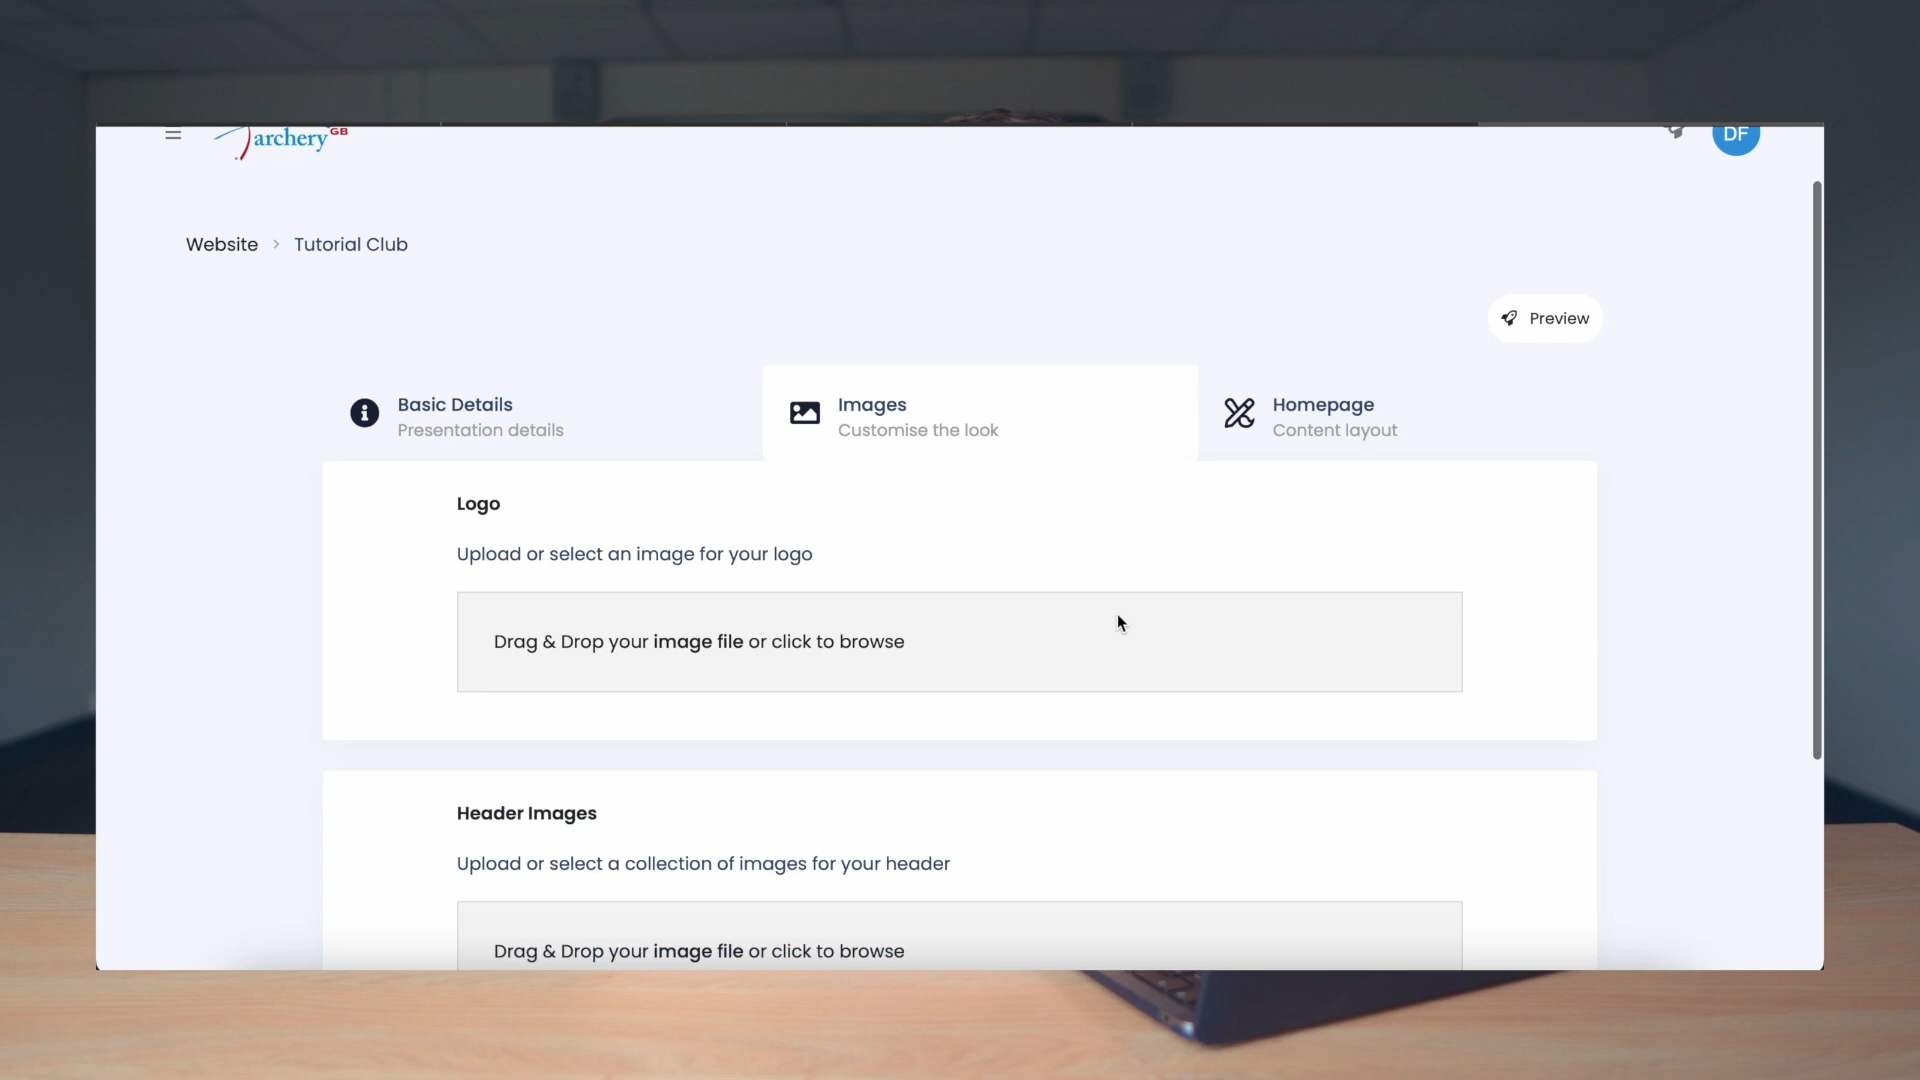 archery GB
DF
Website > Tutorial Club
Preview
Basic Details
Presentation details
Images
Customise the look
Homepage
Content layout
Logo
Upload or select an image for your logo
Drag & Drop your image file or click to browse
Header Images
Upload or select a collection of images for your header
Drag & Drop your image file or click to browse